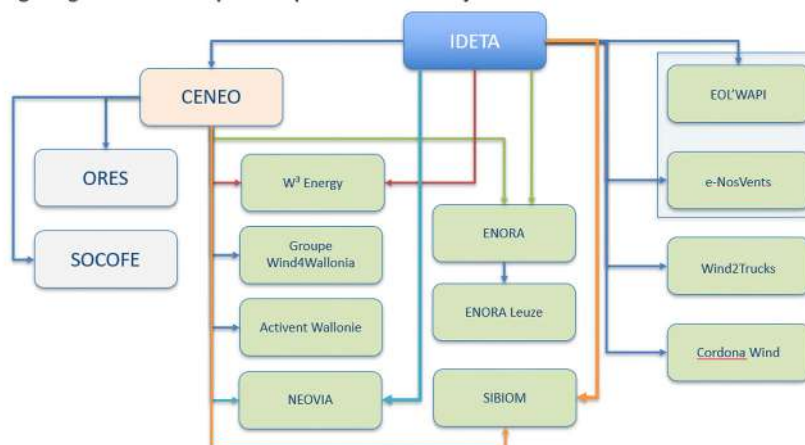 IDETA
CENEO
EOL'WAPI
ORES
W³ Energy
e-NosVents
SOCOFE
Groupe
Wind4Wallonia
ENORA
Wind2Trucks
Activent Wallonie
ENORA Leuze
Cordona Wind
NEOVIA
SIBIOM